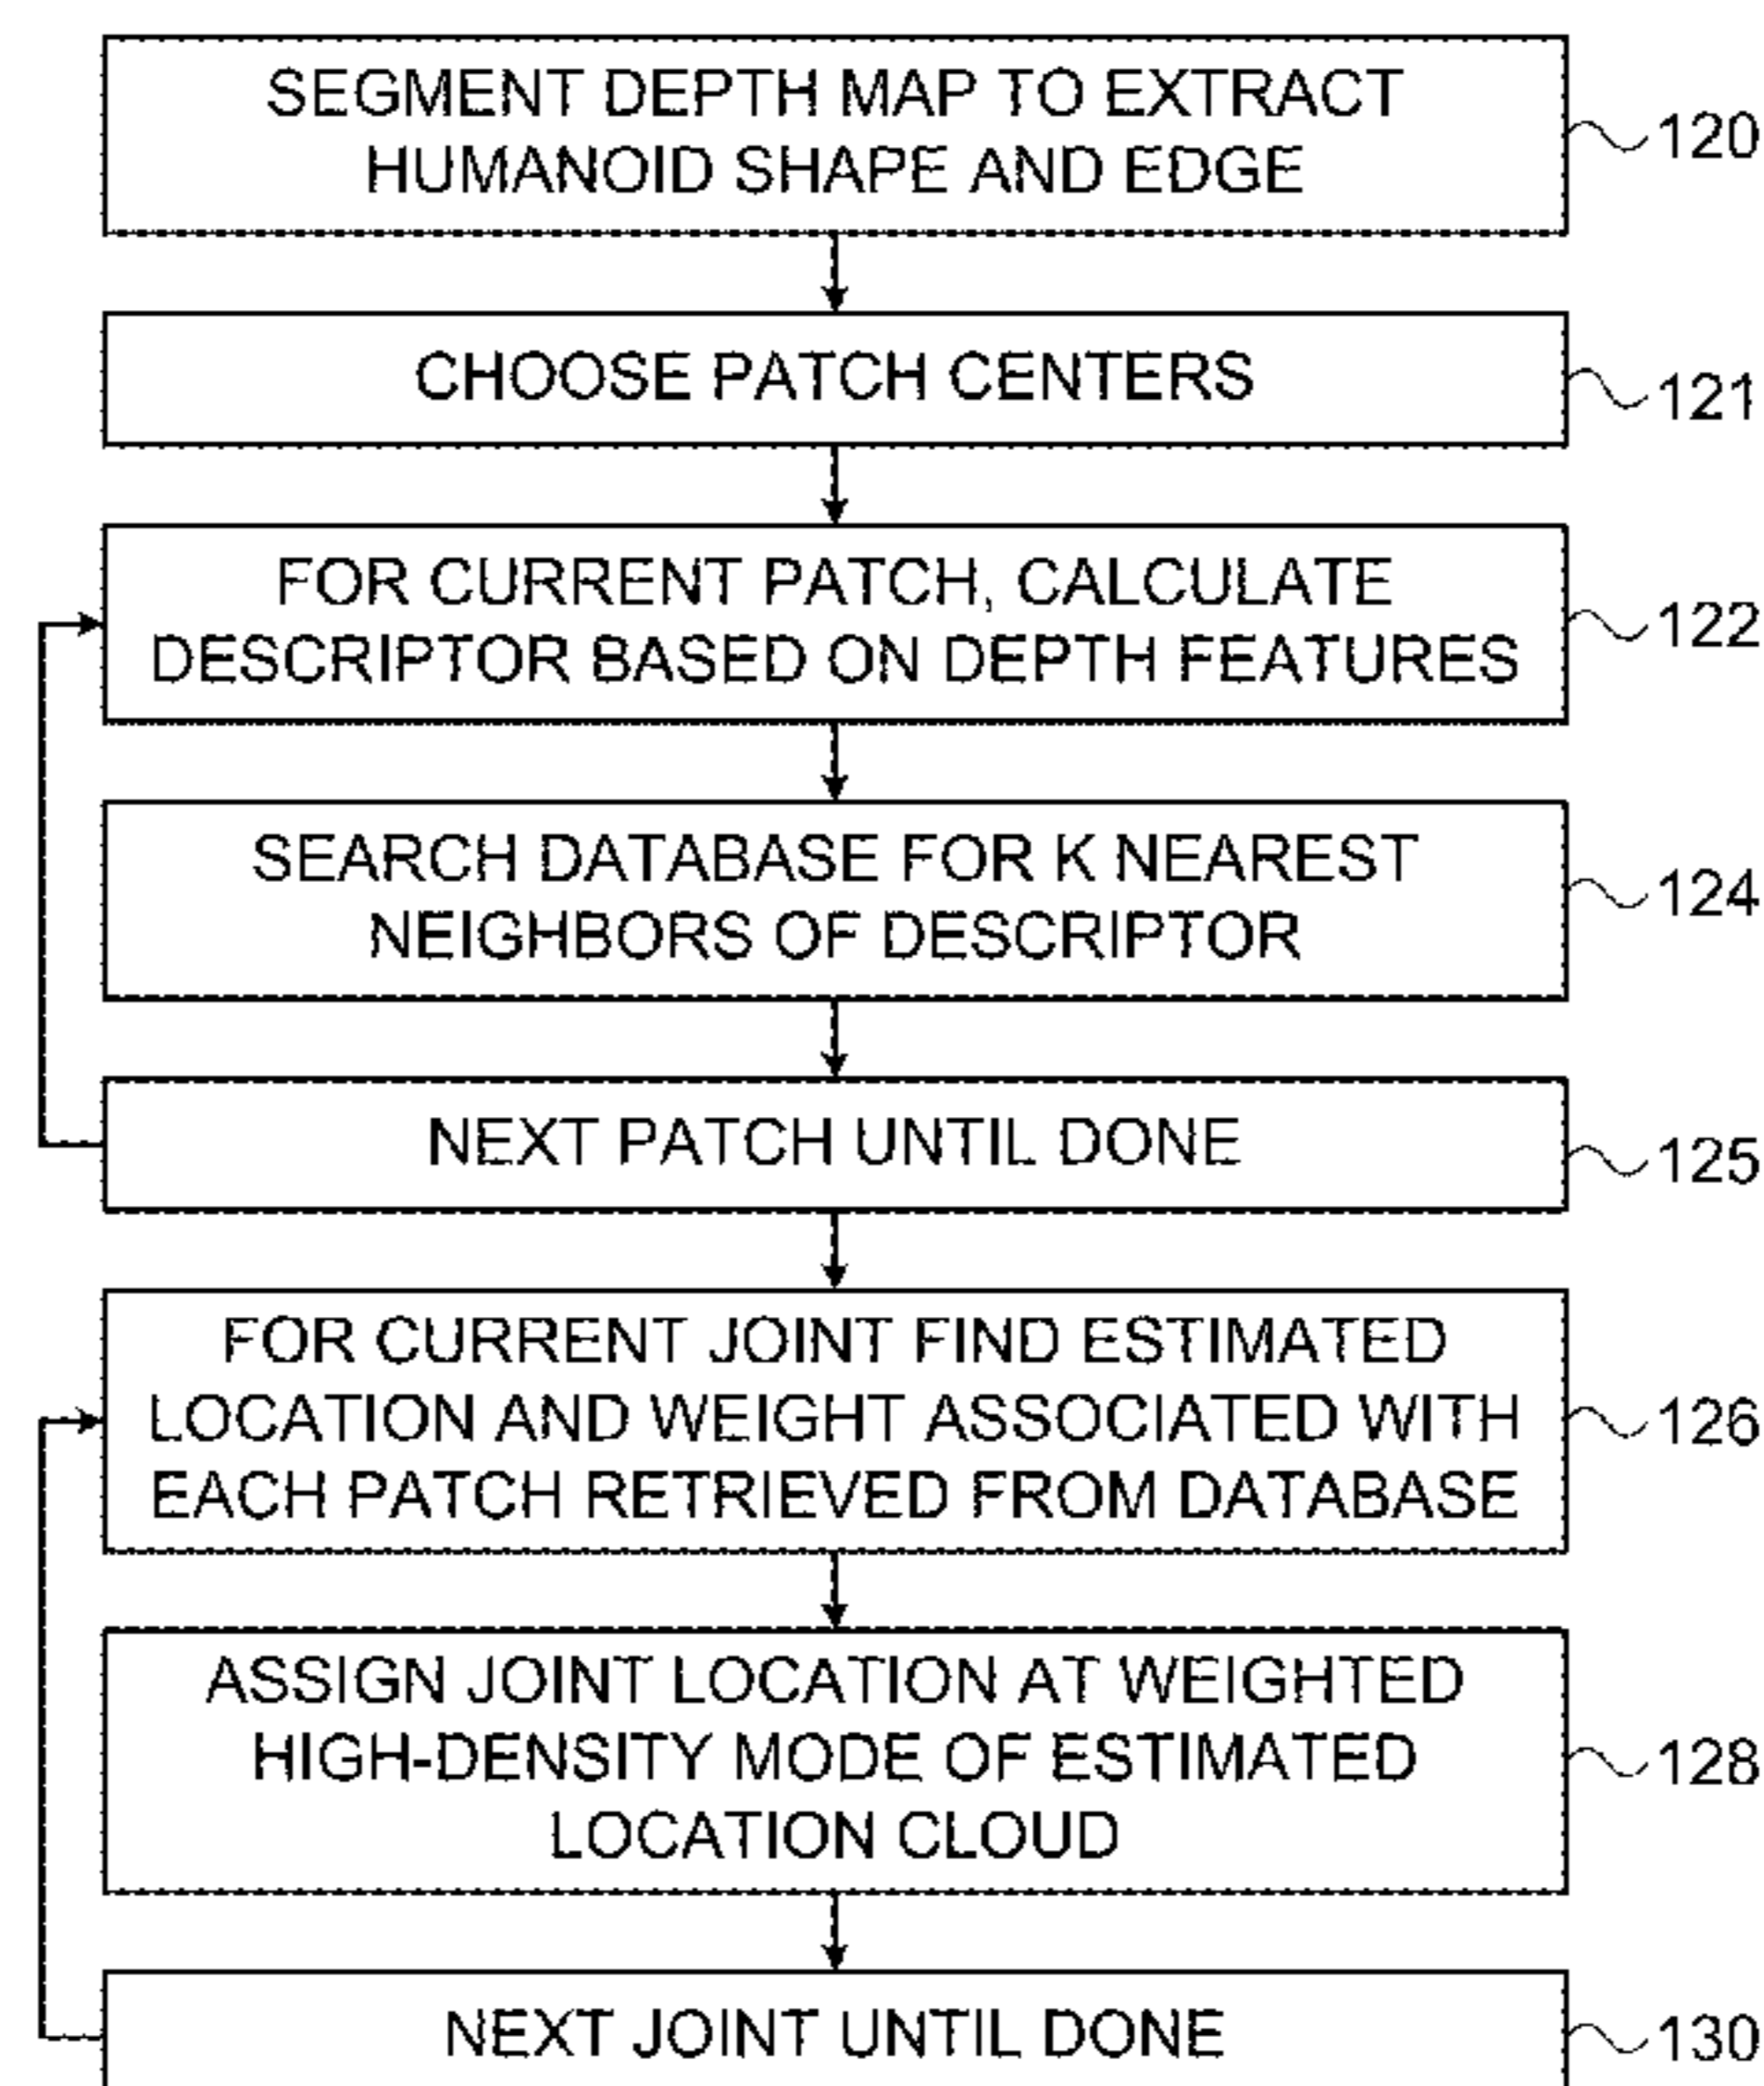 SEGMENT DEPTH MAP TO EXTRACT
HUMANOID SHAPE AND EDGE
120
CHOOSE PATCH CENTERS
121
FOR CURRENT PATCH, CALCULATE
DESCRIPTOR BASED ON DEPTH FEATURES
122
SEARCH DATABASE FOR K NEAREST
NEIGHBORS OF DESCRIPTOR
124
NEXT PATCH UNTIL DONE
125
FOR CURRENT JOINT FIND ESTIMATED
LOCATION AND WEIGHT ASSOCIATED WITH
EACH PATCH RETRIEVED FROM DATABASE
126
ASSIGN JOINT LOCATION AT WEIGHTED
HIGH-DENSITY MODE OF ESTIMATED
LOCATION CLOUD
128
NEXT JOINT UNTIL DONE
130